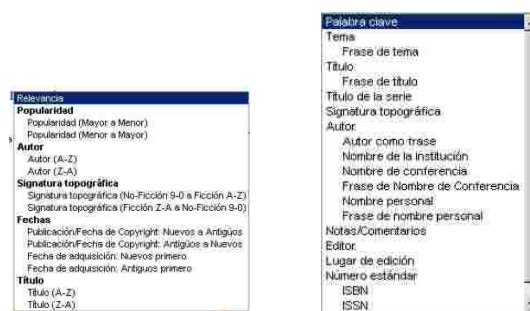 Relevancia
Popularidad
Popularidad (Mayor a Menor)
Popularidad (Menor a Mayor)
Autor
Autor (A-Z)
Autor (Z-A)
Signatura topográfica
Signatura topográfica (No-Ficción 9-0 a Ficción A-Z)
Signatura topográfica (Ficción Z-A a No-Ficción 9-0)
Fechas
Publicación/Fecha de Copyright: Nuevos a Antigüos
Publicación/Fecha de Copyright: Antigüos a Nuevos
Fecha de adquisición: Nuevos primero
Fecha de adquisición: Antiguos primero
Título
Título (A-Z)
Título (Z-A)
Palabra clave
Tema
Frase de tema
Título
Frase de título
Título de la serie
Signatura topográfica
Autor
Autor como frase
Nombre de la institución
Nombre de conferencia
Frase de Nombre de Conferencia
Nombre personal
Frase de nombre personal
Notas/Comentarios
Editor
Lugar de edición
Número estándar
ISBN
ISSN